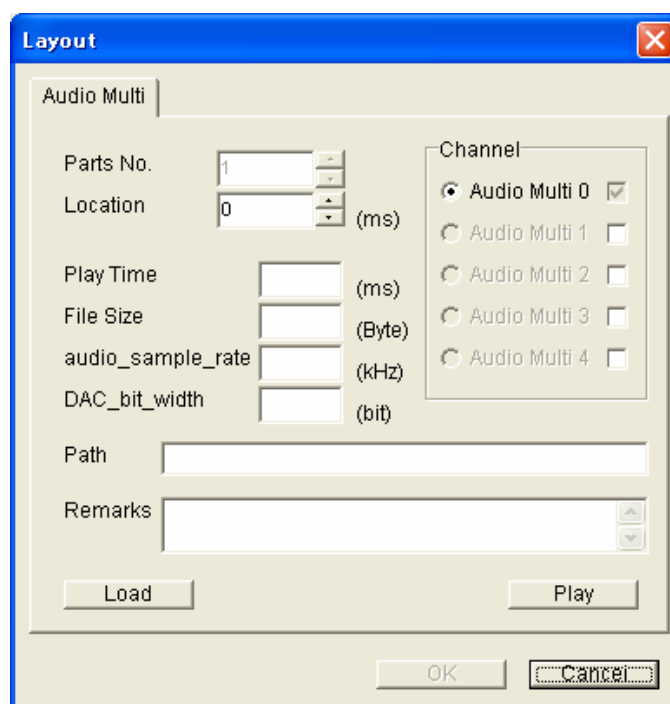 Layout
Audio Multi
Parts No. 1
Location 0 (ms)
Play Time (ms)
File Size (Byte)
audio_sample_rate (kHz)
DAC_bit_width (bit)
Channel
Audio Multi 0
Audio Multi 1
Audio Multi 2
Audio Multi 3
Audio Multi 4
Path
Remarks
Load Play
OK Cancel